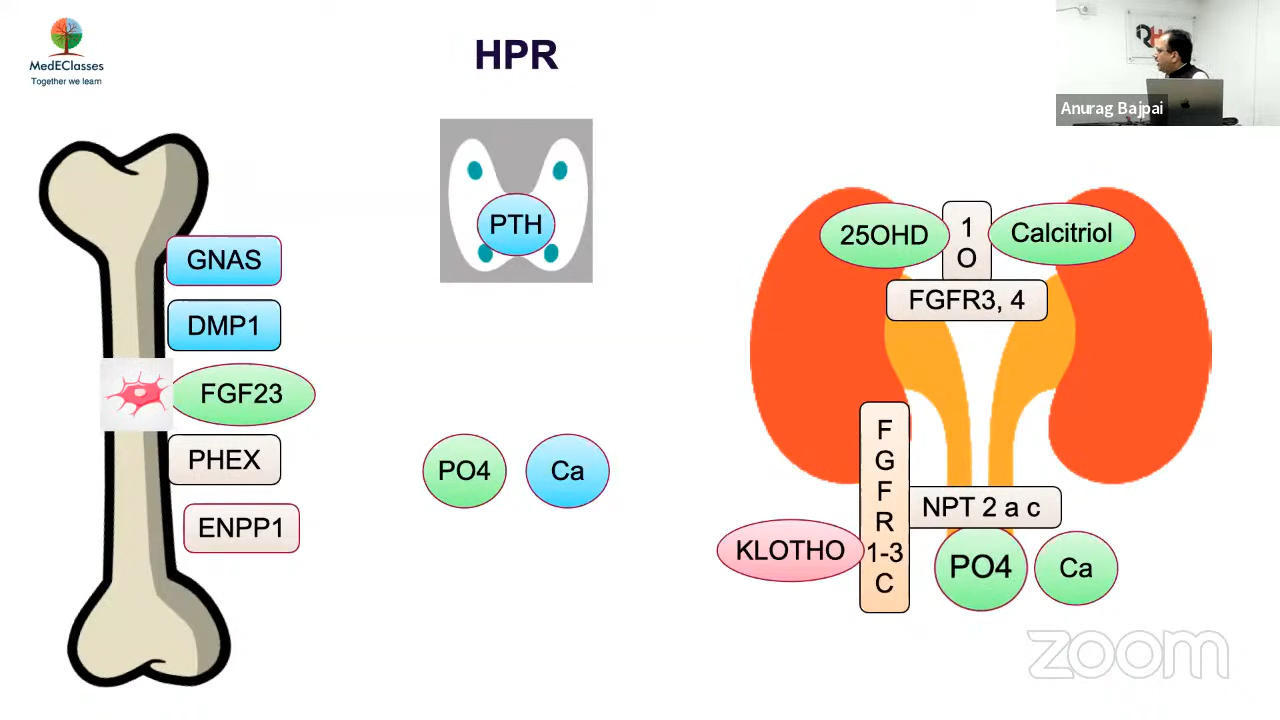 MedEClasses
Together we learn
HPR
Anurag Bajpai
GNAS
DMP1
FGF23
PHEX
ENPP1
PTH
PO4
Ca
25OHD
1
O
Calcitriol
FGFR3, 4
F
G
F
R
1-3
C
NPT 2 a c
KLOTHO
PO4
Ca
zoom